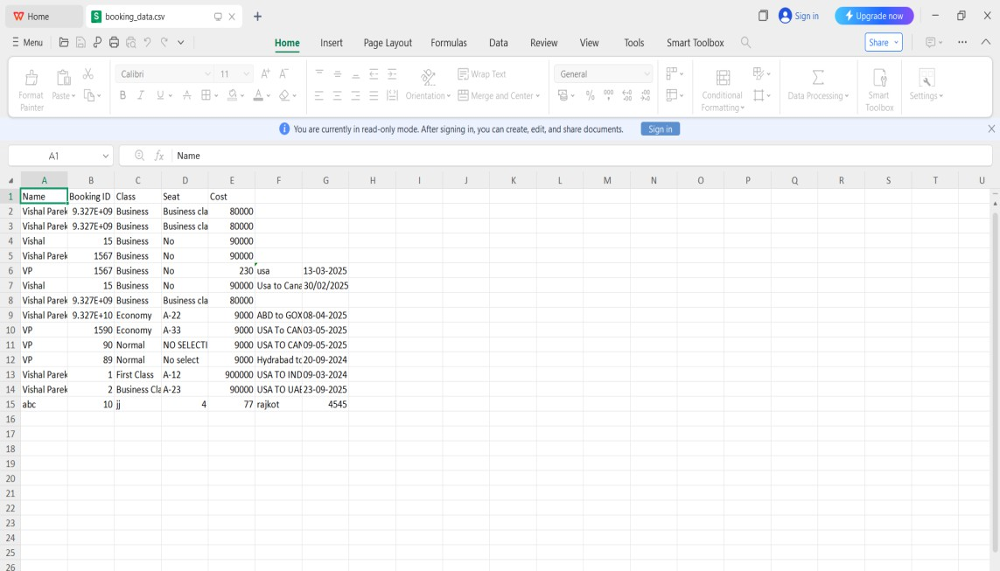 Home booking_data.csv Sign in Upgrade now
Menu Home Insert Page Layout Formulas Data Review View Tools Smart Toolbox Share
Calibri 11 A+ A- Wrap Text General
Format Painter Paste B I U A A Orientation Merge and Center Conditional Formatting Data Processing Smart Toolbox Settings
You are currently in read-only mode. After signing in, you can create, edit, and share documents. Sign in
A1 fx Name
A B C D E F G H I J K L M N O P Q R S T U
1 Name Booking ID Class Seat Cost
2 Vishal Parek 9.327E+09 Business Business cla 80000
3 Vishal Parek 9.327E+09 Business Business cla 80000
4 Vishal 15 Business No 90000
5 Vishal Parek 1567 Business No 90000
6 VP 1567 Business No 230 usa 13-03-2025
7 Vishal 15 Business No 90000 Usa to Cana 30/02/2025
8 Vishal Parek 9.327E+09 Business Business cla 80000
9 Vishal Parek 9.327E+10 Economy A-22 9000 ABD to GOX 08-04-2025
10 VP 1590 Economy A-33 9000 USA To CAN 03-05-2025
11 VP 90 Normal NO SELECTI 9000 USA TO CAN 09-05-2025
12 VP 89 Normal No select 9000 Hydrabad to 20-09-2024
13 Vishal Parek 1 First Class A-12 900000 USA TO IND 09-03-2024
14 Vishal Parek 2 Business Cla A-23 90000 USA TO UAE 23-09-2025
15 abc 10 jj 4 77 rajkot 4545
16
17
18
19
20
21
22
23
24
25
26